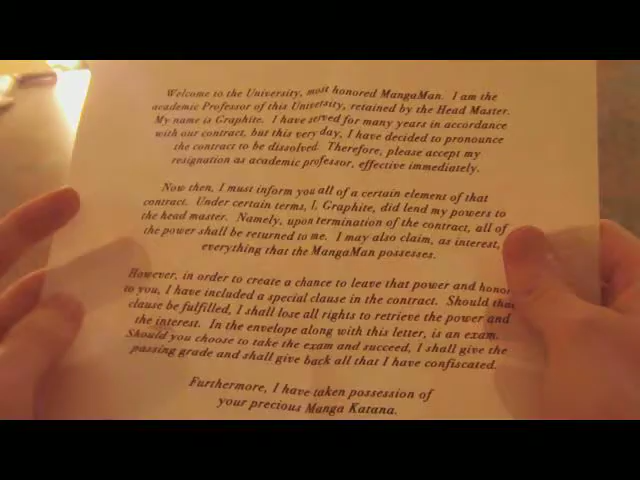 Welcome to the University, most honored MangaMan. I am the
academic Professor of this University, retained by the Head Master.
My name is Graphite. I have served for many years in accordance
with our contract, but this very day, I have decided to pronounce
the contract to be dissolved. Therefore, please accept my
resignation as academic professor, effective immediately.
Now then, I must inform you all of a certain element of that
contract. Under certain terms, I, Graphite, did lend my powers to
the head master. Namely, upon termination of the contract, all of
the power shall be returned to me. I may also claim, as interest,
everything that the MangaMan possesses.
However, in order to create a chance to leave that power and honor
to you, I have included a special clause in the contract. Should that
clause be fulfilled, I shall lose all rights to retrieve the power and
the interest. In the envelope along with this letter, is an exam.
Should you choose to take the exam and succeed, I shall give the
passing grade and shall give back all that I have confiscated.
Furthermore, I have taken possession of
your precious Manga Katana.